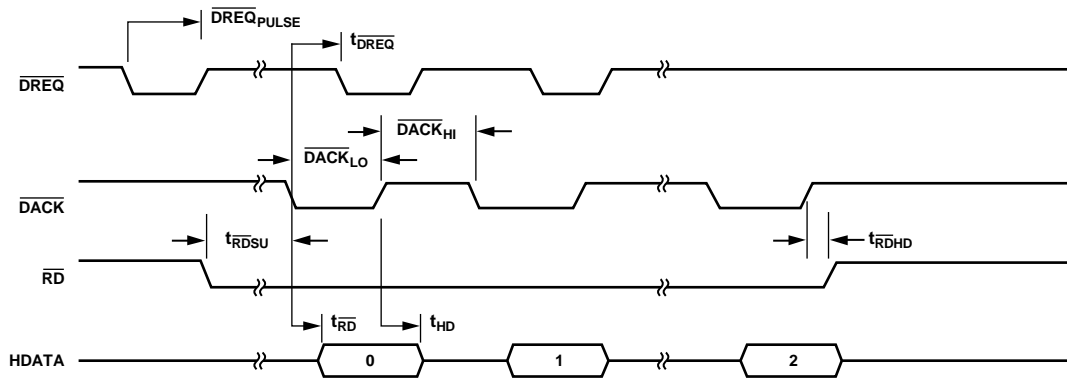 DREQPULSE
tDREQ
DREQ
DACKHI
DACKLO
DACK
tRDSU
tRDHD
RD
tRD
tHD
HDATA
0
1
2